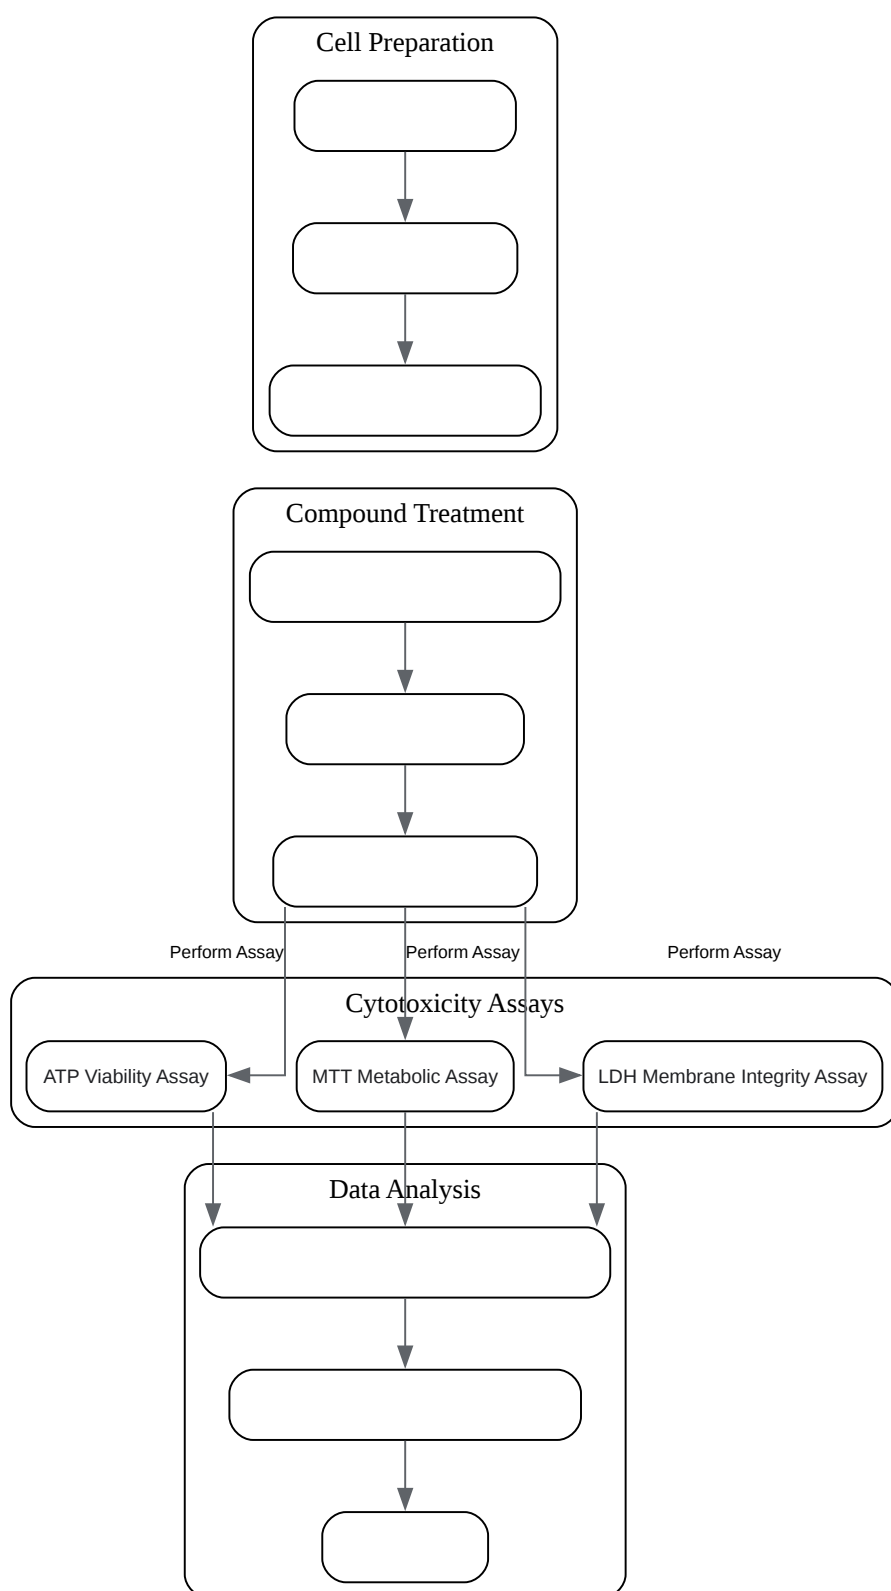 Cell Preparation
Compound Treatment
Perform Assay
Perform Assay
Perform Assay
Cytotoxicity Assays
ATP Viability Assay
MTT Metabolic Assay
LDH Membrane Integrity Assay
Data Analysis